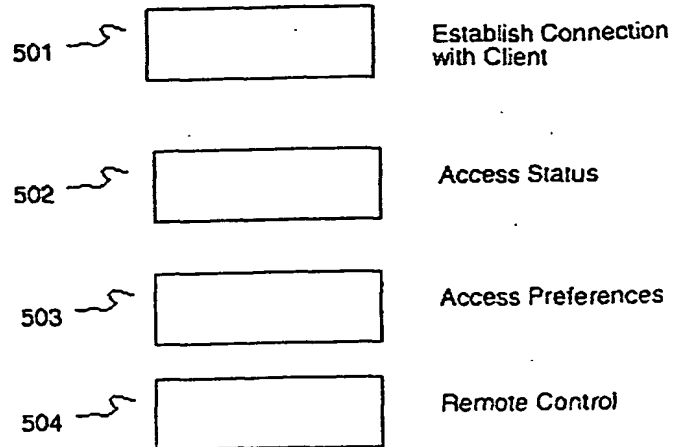 501
Establish Connection
with Client
502
Access Status
503
Access Preferences
504
Remote Control